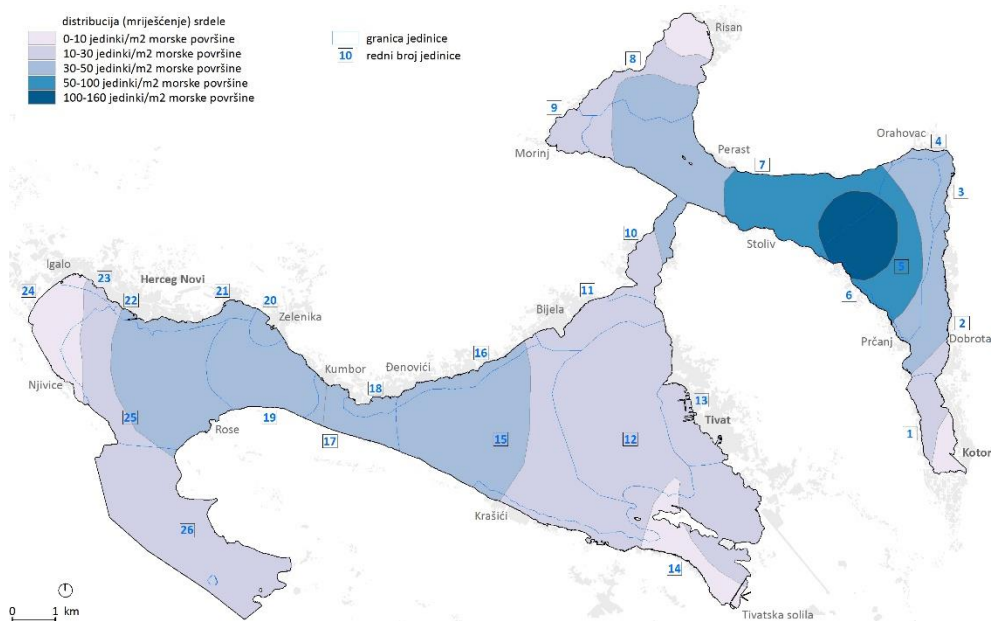 distribucija (mriješćenje) srdele
0-10 jedinki/m2 morske površine
10-30 jedinki/m2 morske površine
30-50 jedinki/m2 morske površine
50-100 jedinki/m2 morske površine
100-160 jedinki/m2 morske površine
granica jedinice
10 redni broj jedinice
Risan
8
9
Morinj
Perast
7
Orahovac
4
3
Stoliv
10
5
6
2
Prčanj
Dobrota
1
Kotor
Igalo
23
Herceg Novi
24
22
21
20
Zelenika
11
Bijela
16
Đenovići
Kumbor
18
Njivice
25
Rose
19
17
15
12
13
Tivat
Krašići
26
14
Tivatska solila
0 1 km